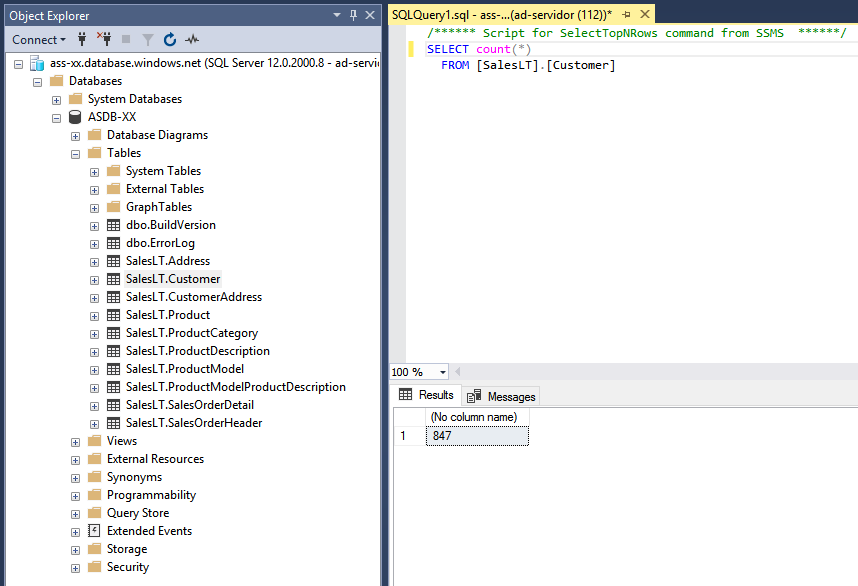 Object Explorer
Connect
ass-xx.database.windows.net (SQL Server 12.0.2000.8 - ad-servi
Databases
System Databases
ASDB-XX
Database Diagrams
Tables
System Tables
External Tables
GraphTables
dbo.BuildVersion
dbo.ErrorLog
SalesLT.Address
SalesLT.Customer
SalesLT.CustomerAddress
SalesLT.Product
SalesLT.ProductCategory
SalesLT.ProductDescription
SalesLT.ProductModel
SalesLT.ProductModelProductDescription
SalesLT.SalesOrderDetail
SalesLT.SalesOrderHeader
Views
External Resources
Synonyms
Programmability
Query Store
Extended Events
Storage
Security
SQLQuery1.sql - ass-...(ad-servidor (112))*
/****** Script for SelectTopNRows command from SSMS  ******/
SELECT count(*)
FROM [SalesLT].[Customer]
100 %
Results
Messages
(No column name)
1 847